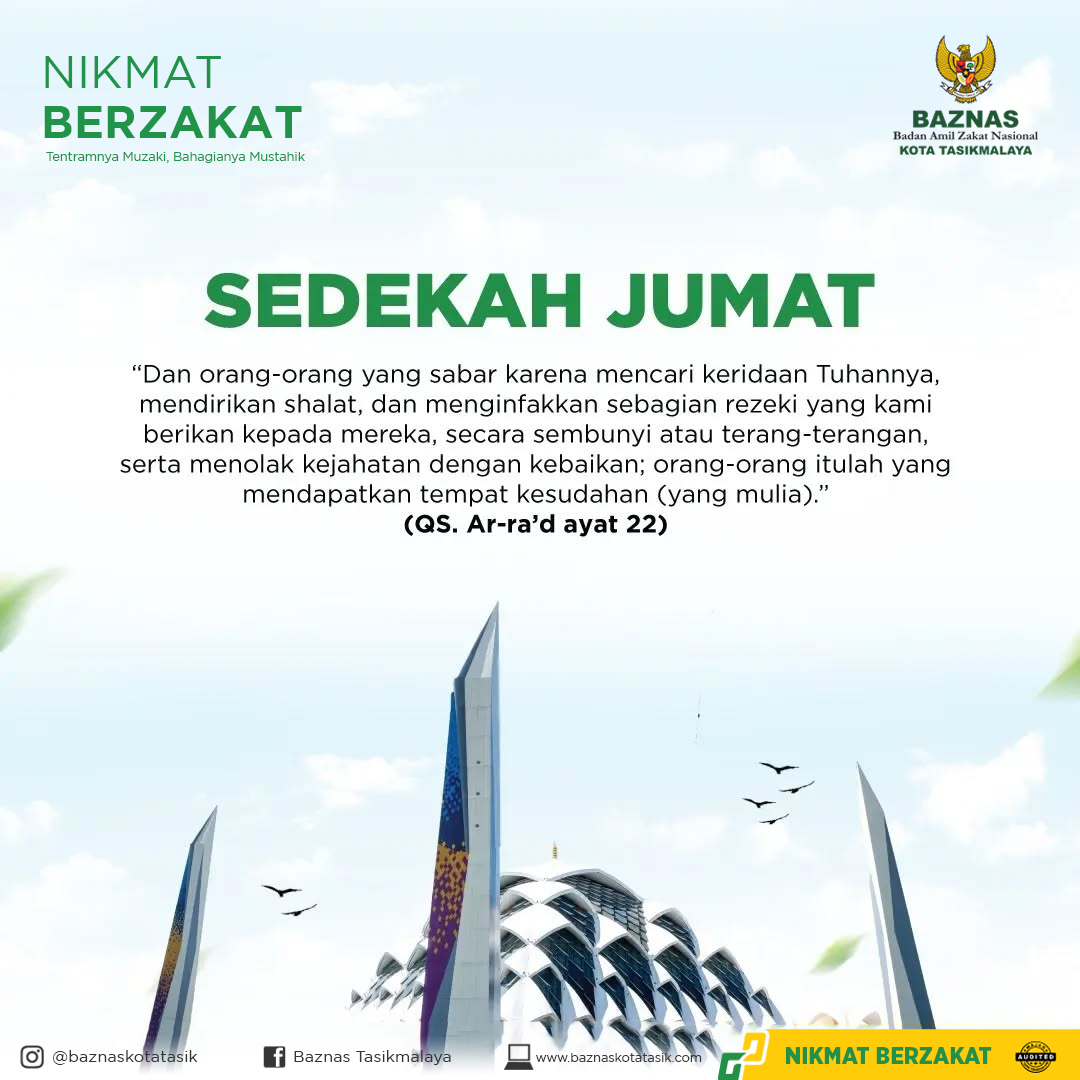 NIKMAT
BERZAKAT
Tentramnya Muzaki, Bahagianya Mustahik
BAZNAS
Badan Amil Zakat Nasional
KOTA TASIKMALAYA
SEDEKAH JUMAT
“Dan orang-orang yang sabar karena mencari keridaan Tuhannya,
mendirikan shalat, dan menginfakkan sebagian rezeki yang kami
berikan kepada mereka, secara sembunyi atau terang-terangan,
serta menolak kejahatan dengan kebaikan; orang-orang itulah yang
mendapatkan tempat kesudahan (yang mulia).”
(QS. Ar-ra’d ayat 22)
@baznaskotatasik
Baznas Tasikmalaya
www.baznaskotatasik.com
NIKMAT BERZAKAT
AUDITED